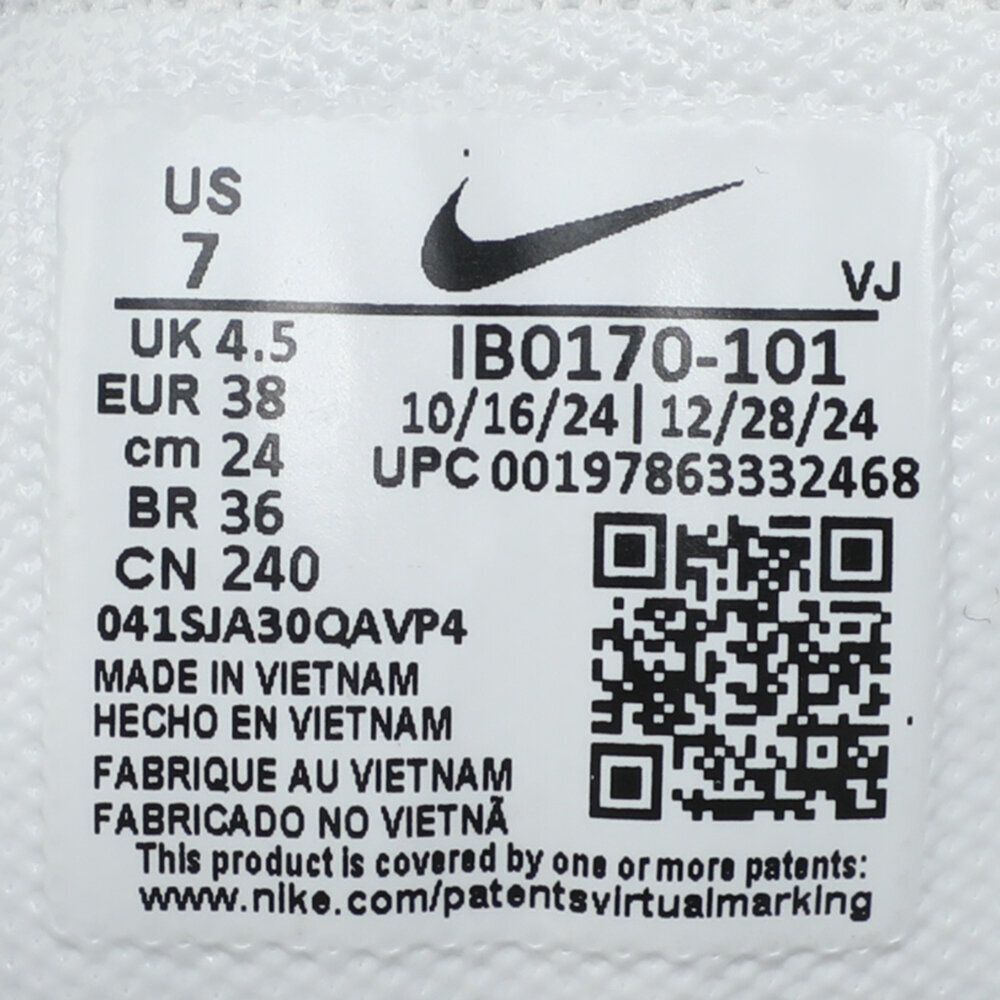 US
7
VJ
UK 4.5
EUR 38
cm 24
BR 36
CN 240
IB0170-101
10/16/24 | 12/28/24
UPC 00197863332468
041SJA30QAVP4
MADE IN VIETNAM
HECHO EN VIETNAM
FABRIQUE AU VIETNAM
FABRICADO NO VIETNÃ
This product is covered by one or more patents:
www.nike.com/patentsvirtualmarking